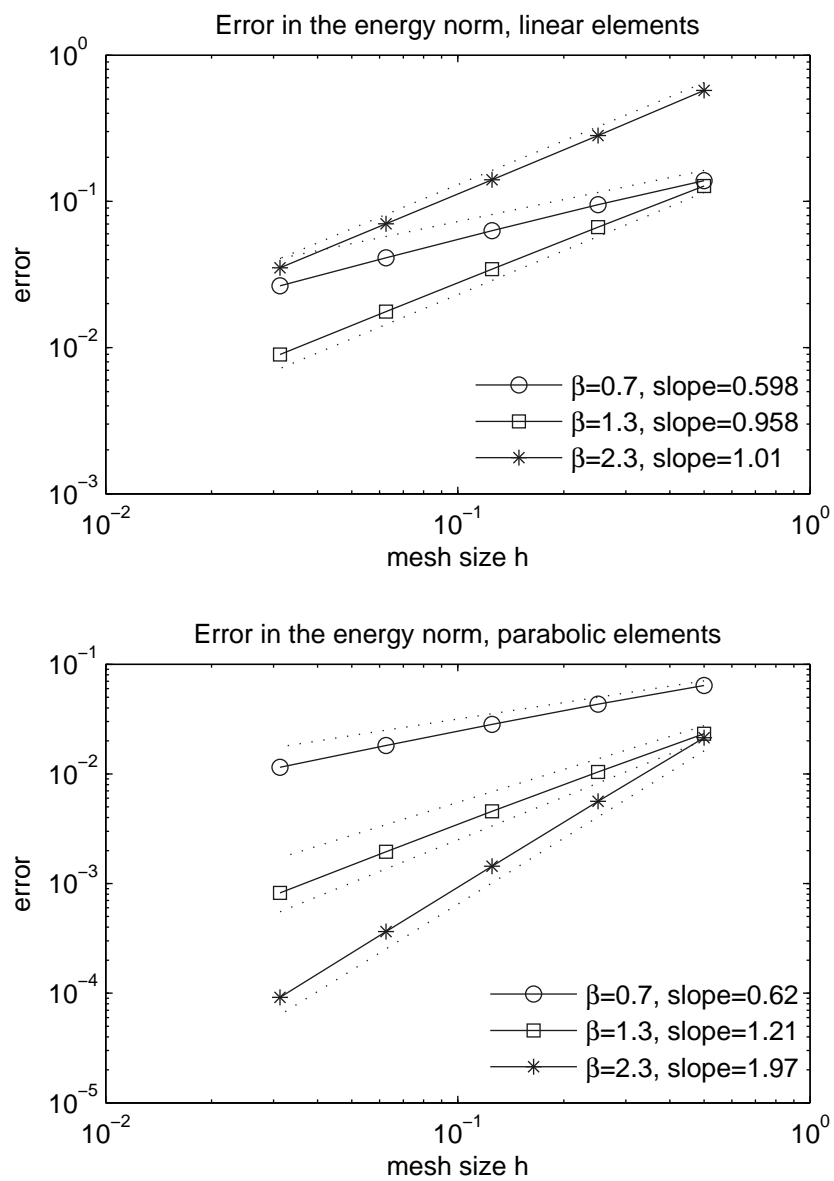 Error in the energy norm, linear elements
10^0
10^−1
error
10^−2
β=0.7, slope=0.598
β=1.3, slope=0.958
β=2.3, slope=1.01
10^−3
10^−2
10^−1
10^0
mesh size h
Error in the energy norm, parabolic elements
10^−1
10^−2
error
10^−3
10^−4
β=0.7, slope=0.62
β=1.3, slope=1.21
β=2.3, slope=1.97
10^−5
10^−2
10^−1
10^0
mesh size h